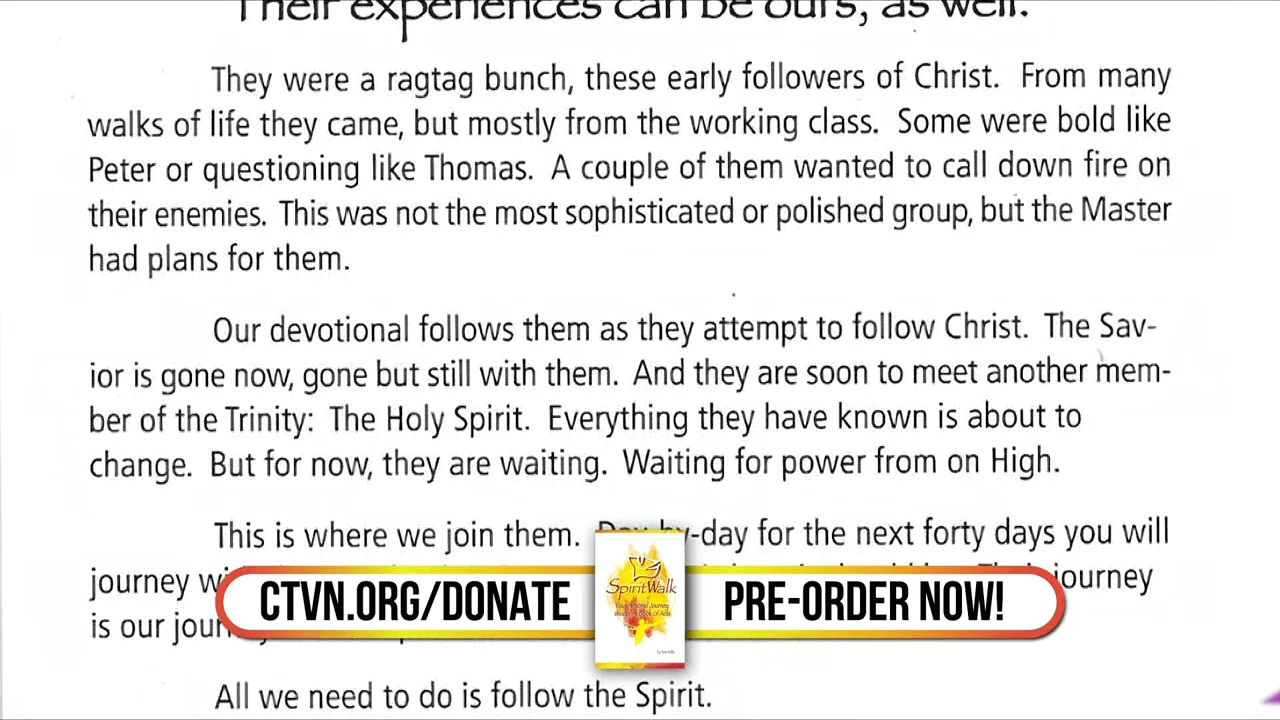 Their experiences can be ours, as well.
They were a ragtag bunch, these early followers of Christ. From many
walks of life they came, but mostly from the working class. Some were bold like
Peter or questioning like Thomas. A couple of them wanted to call down fire on
their enemies. This was not the most sophisticated or polished group, but the Master
had plans for them.
Our devotional follows them as they attempt to follow Christ. The Sav-
ior is gone now, gone but still with them. And they are soon to meet another mem-
ber of the Trinity: The Holy Spirit. Everything they have known is about to
change. But for now, they are waiting. Waiting for power from on High.
This is where we join them. Day-by-day for the next forty days you will
journey journey
is our
All we need to do is follow the Spirit.
CTVN.ORG/DONATE
SpiritWalk
PRE-ORDER NOW!